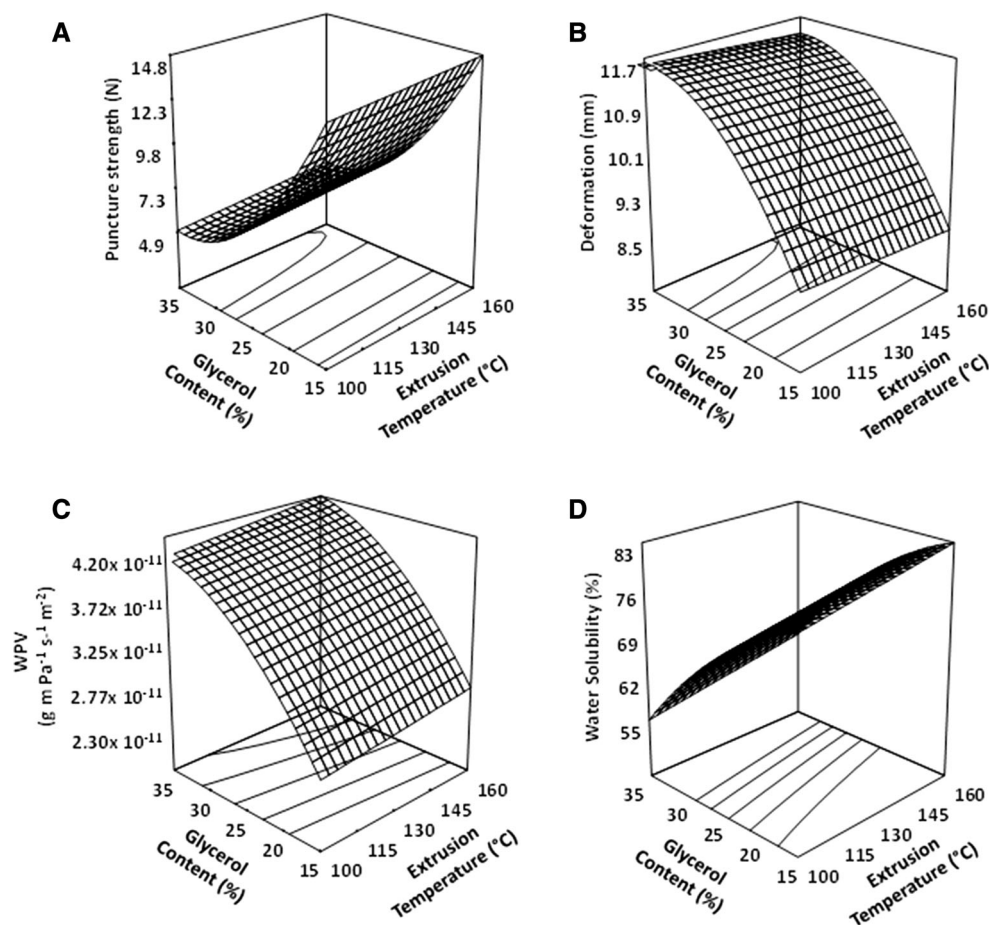 A
Puncture strength (N)
14.8
12.3
9.8
7.3
4.9
35
30
25
20
15
100
115
130
145
160
Glycerol
Content (%)
Extrusion
Temperature (°C)
B
Deformation (mm)
11.7
10.9
10.1
9.3
8.5
35
30
25
20
15
100
115
130
145
160
Glycerol
Content (%)
Extrusion
Temperature (°C)
C
WPV
(g m Pa⁻¹ s⁻¹ m⁻²)
4.20x 10⁻¹¹
3.72x 10⁻¹¹
3.25x 10⁻¹¹
2.77x 10⁻¹¹
2.30x 10⁻¹¹
35
30
25
20
15
100
115
130
145
160
Glycerol
Content (%)
Extrusion
Temperature (°C)
D
Water Solubility (%)
83
76
69
62
55
35
30
25
20
15
100
115
130
145
160
Glycerol
Content (%)
Extrusion
Temperature (°C)